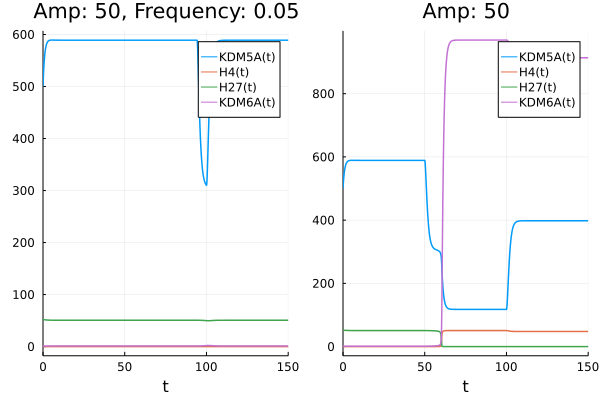 Amp: 50, Frequency: 0.05
600
500
400
300
200
100
0
0 50 100 150
t
KDM5A(t)
H4(t)
H27(t)
KDM6A(t)
Amp: 50
800
600
400
200
0
0 50 100 150
t
KDM5A(t)
H4(t)
H27(t)
KDM6A(t)